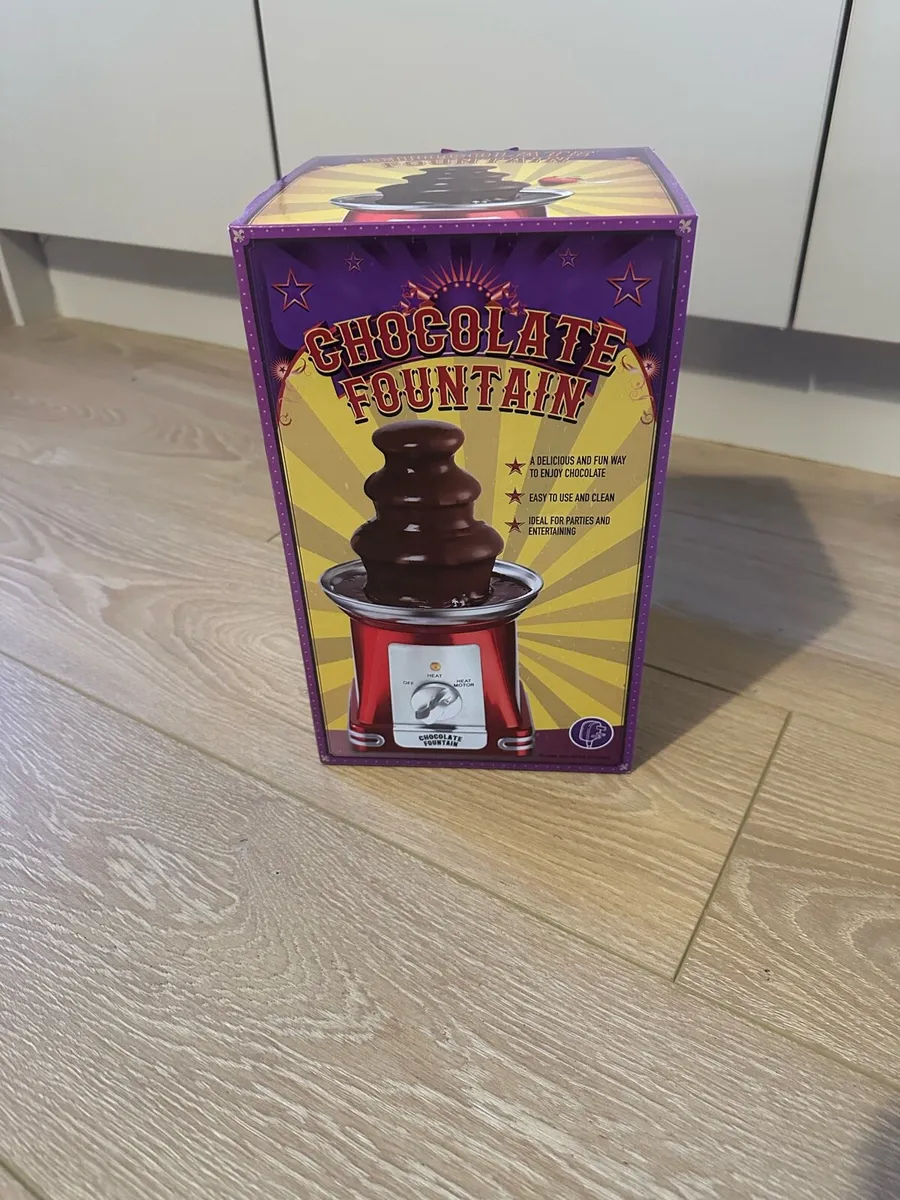 CHOCOLATE
FOUNTAIN
A DELICIOUS AND FUN WAY
TO ENJOY CHOCOLATE
EASY TO USE AND CLEAN
IDEAL FOR PARTIES AND
ENTERTAINING
HEAT
OFF
HEAT
MOTOR
CHOCOLATE
FOUNTAIN